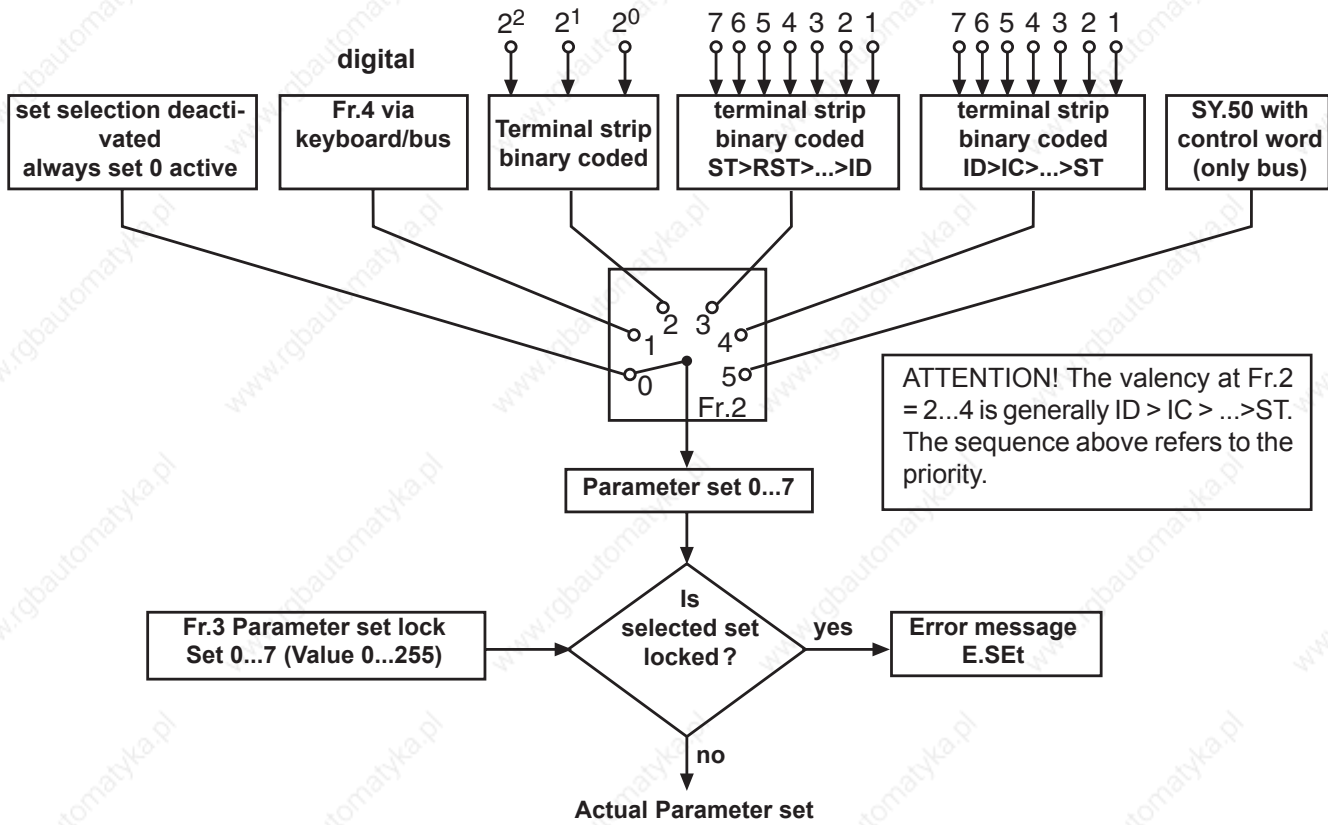 2² 2¹ 2⁰
7 6 5 4 3 2 1
7 6 5 4 3 2 1
digital
set selection deacti-
vated
always set 0 active
Fr.4 via
keyboard/bus
Terminal strip
binary coded
terminal strip
binary coded
ST>RST>...>ID
terminal strip
binary coded
ID>IC>...>ST
SY.50 with
control word
(only bus)
0
1
2
3
4
5
Fr.2
ATTENTION! The valency at Fr.2
= 2...4 is generally ID > IC > ...>ST.
The sequence above refers to the
priority.
Parameter set 0...7
Fr.3 Parameter set lock
Set 0...7 (Value 0...255)
Is
selected set
locked ?
yes
Error message
E.SEt
no
Actual Parameter set
www.rgbautomatyka.pl